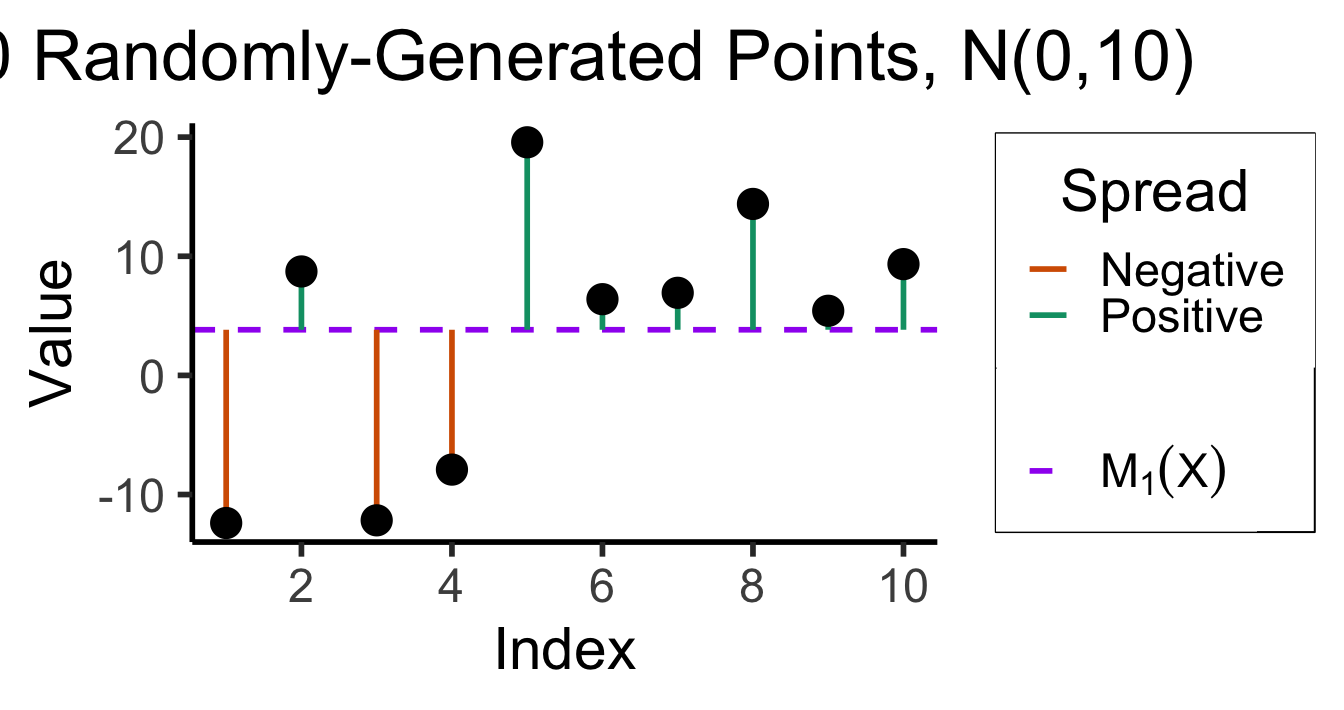 0 Randomly-Generated Points, N(0,10)
20
10
0
-10
Value
2
4
6
8
10
Index
Spread
Negative
Positive
M₁(X)